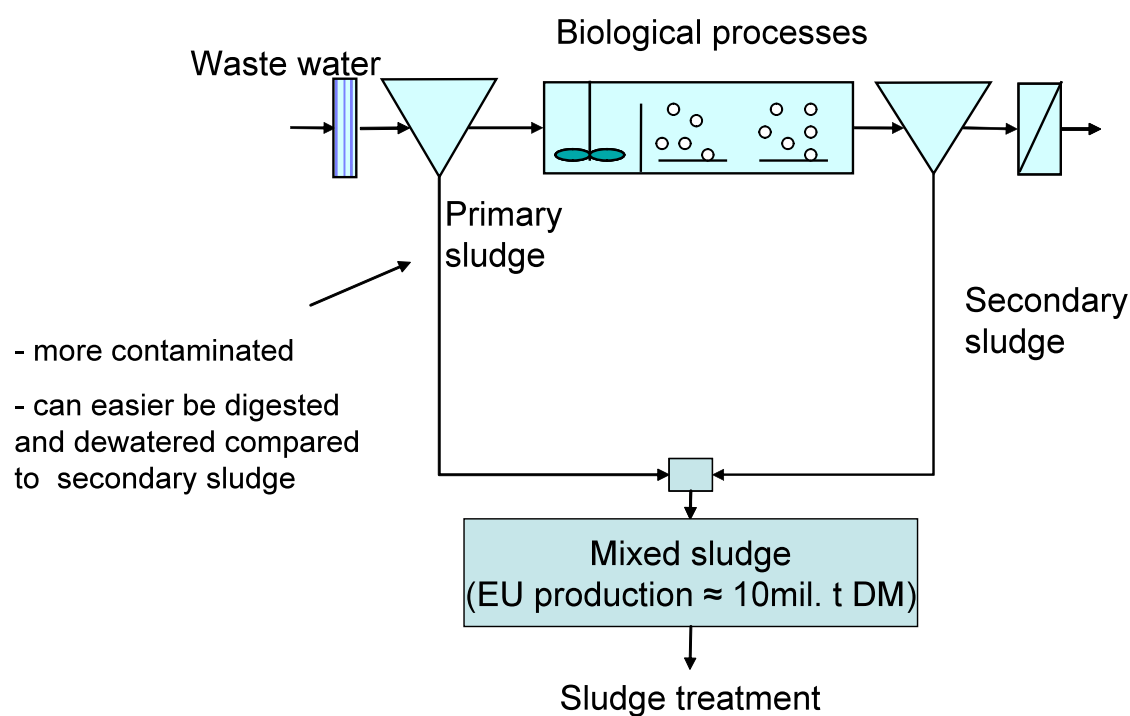 Biological processes
Waste water
Primary
sludge
Secondary
sludge
- more contaminated
- can easier be digested
and dewatered compared
to  secondary sludge
Mixed sludge
(EU production ≈ 10mil. t DM)
Sludge treatment